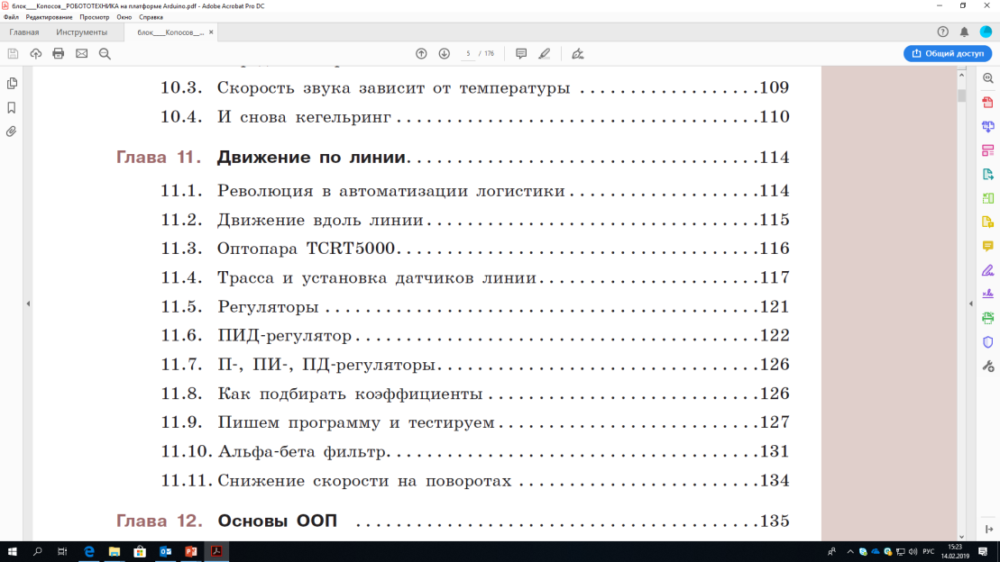 блок____Копосов__РОБОТОТЕХНИКА на платформе Arduino.pdf - Adobe Acrobat Pro DC
Файл Редактирование Просмотр Окно Справка
Главная Инструменты блок____Копосов__... ×
5 / 176 Общий доступ
10.3. Скорость звука зависит от температуры ...................109
10.4. И снова кегельринг ......................................110
Глава 11. Движение по линии.....................................114
11.1. Революция в автоматизации логистики ....................114
11.2. Движение вдоль линии ...................................115
11.3. Оптопара TCRT5000.......................................116
11.4. Трасса и установка датчиков линии.......................117
11.5. Регуляторы .............................................121
11.6. ПИД-регулятор ..........................................122
11.7. П-, ПИ-, ПД-регуляторы..................................126
11.8. Как подбирать коэффициенты .............................126
11.9. Пишем программу и тестируем.............................127
11.10. Альфа-бета фильтр......................................131
11.11. Снижение скорости на поворотах ........................134
Глава 12. Основы ООП ...........................................135
РУС
15:23
14.02.2019